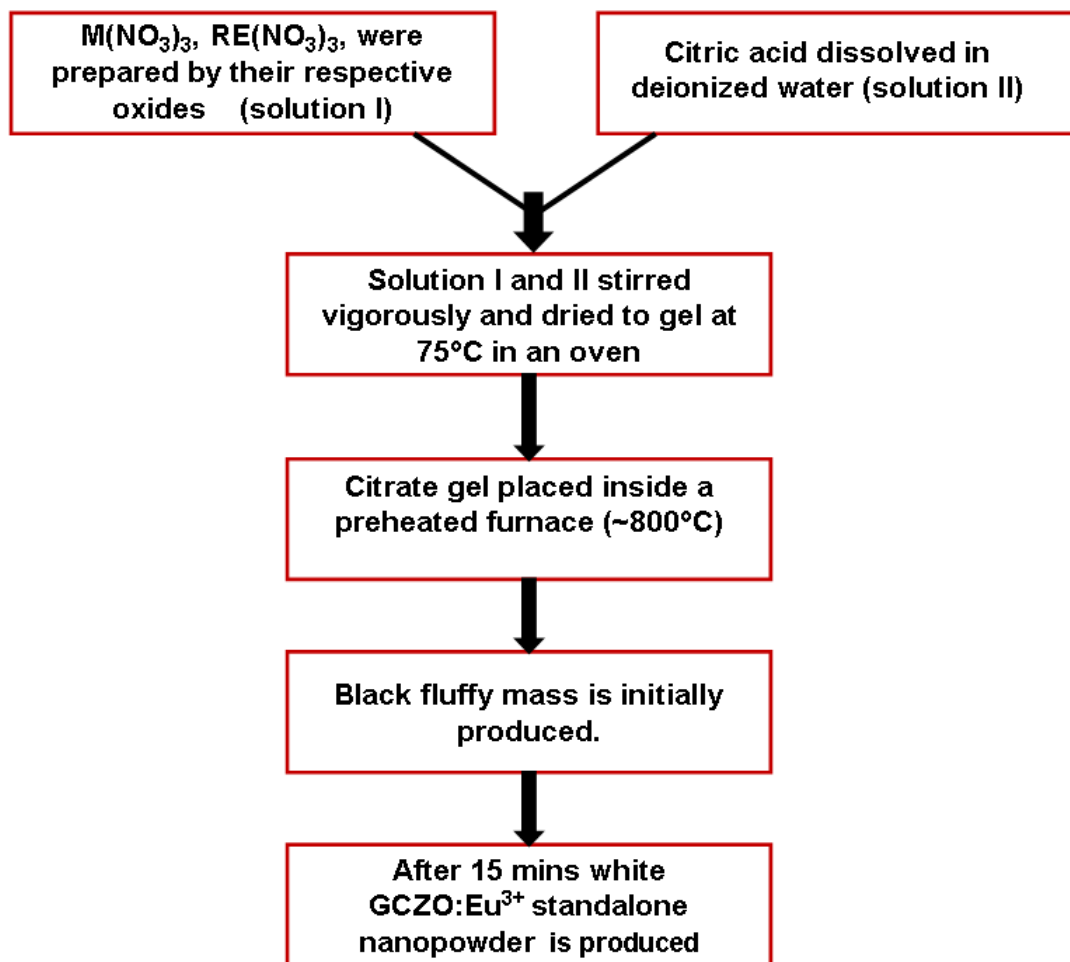 M(NO₃)₃, RE(NO₃)₃, were
prepared by their respective
oxides (solution I)
Citric acid dissolved in
deionized water (solution II)
Solution I and II stirred
vigorously and dried to gel at
75ºC in an oven
Citrate gel placed inside a
preheated furnace (~800ºC)
Black fluffy mass is initially
produced.
After 15 mins white
GCZO:Eu³⁺ standalone
nanopowder is produced